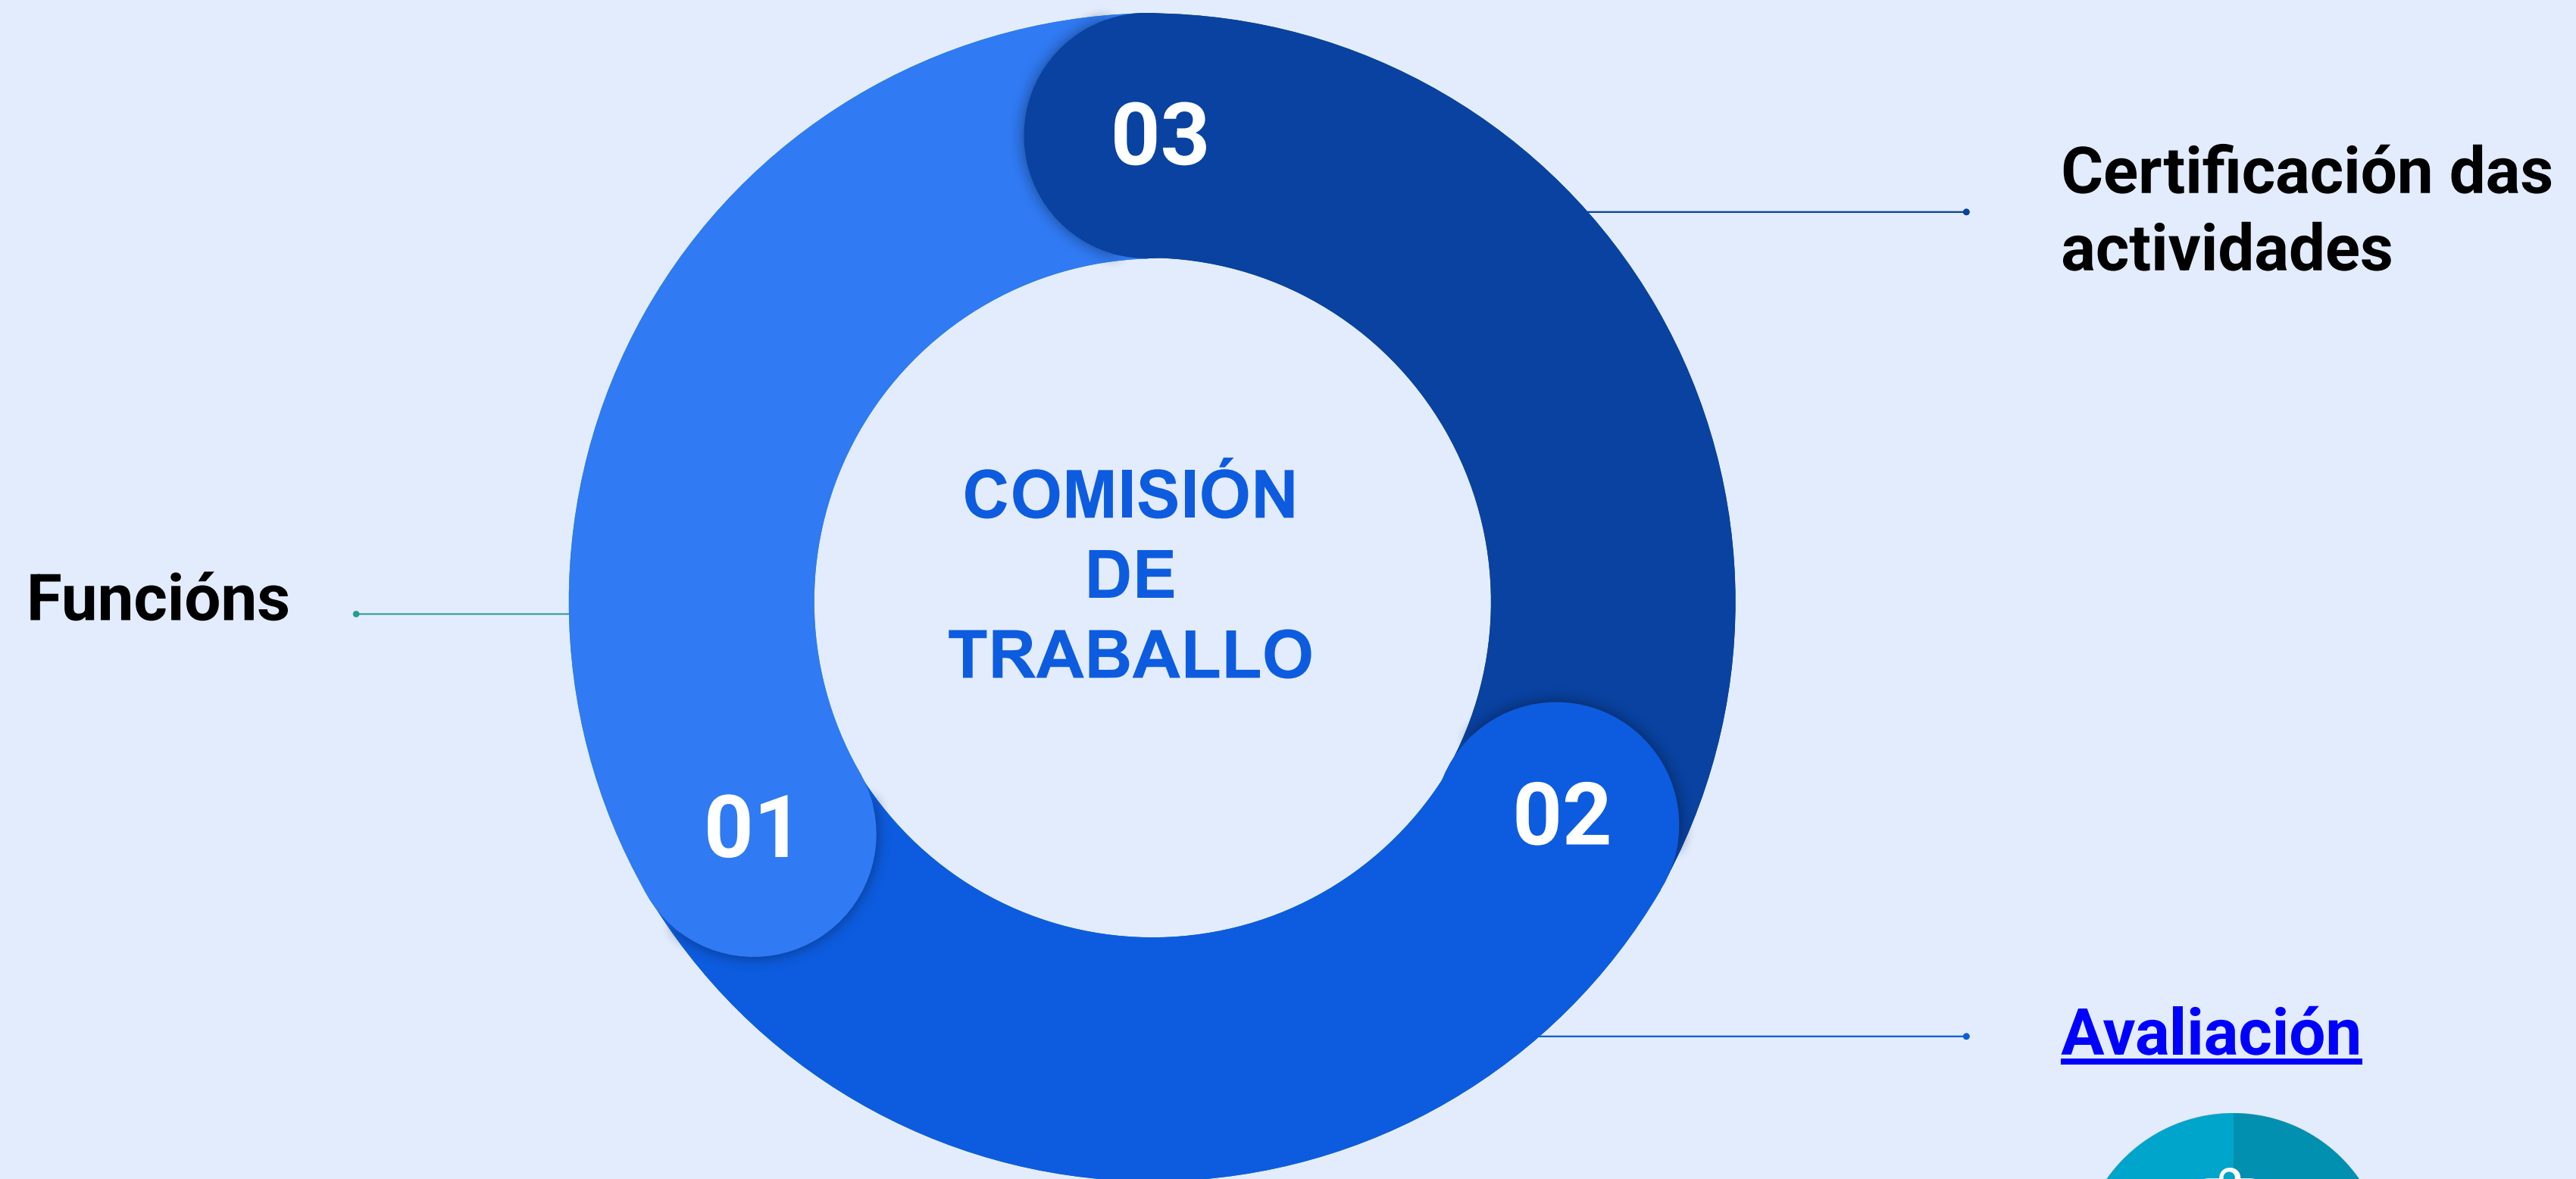 03
Certificación das
actividades
COMISIÓN
DE
TRABALLO
Funcións
01
02
Avaliación